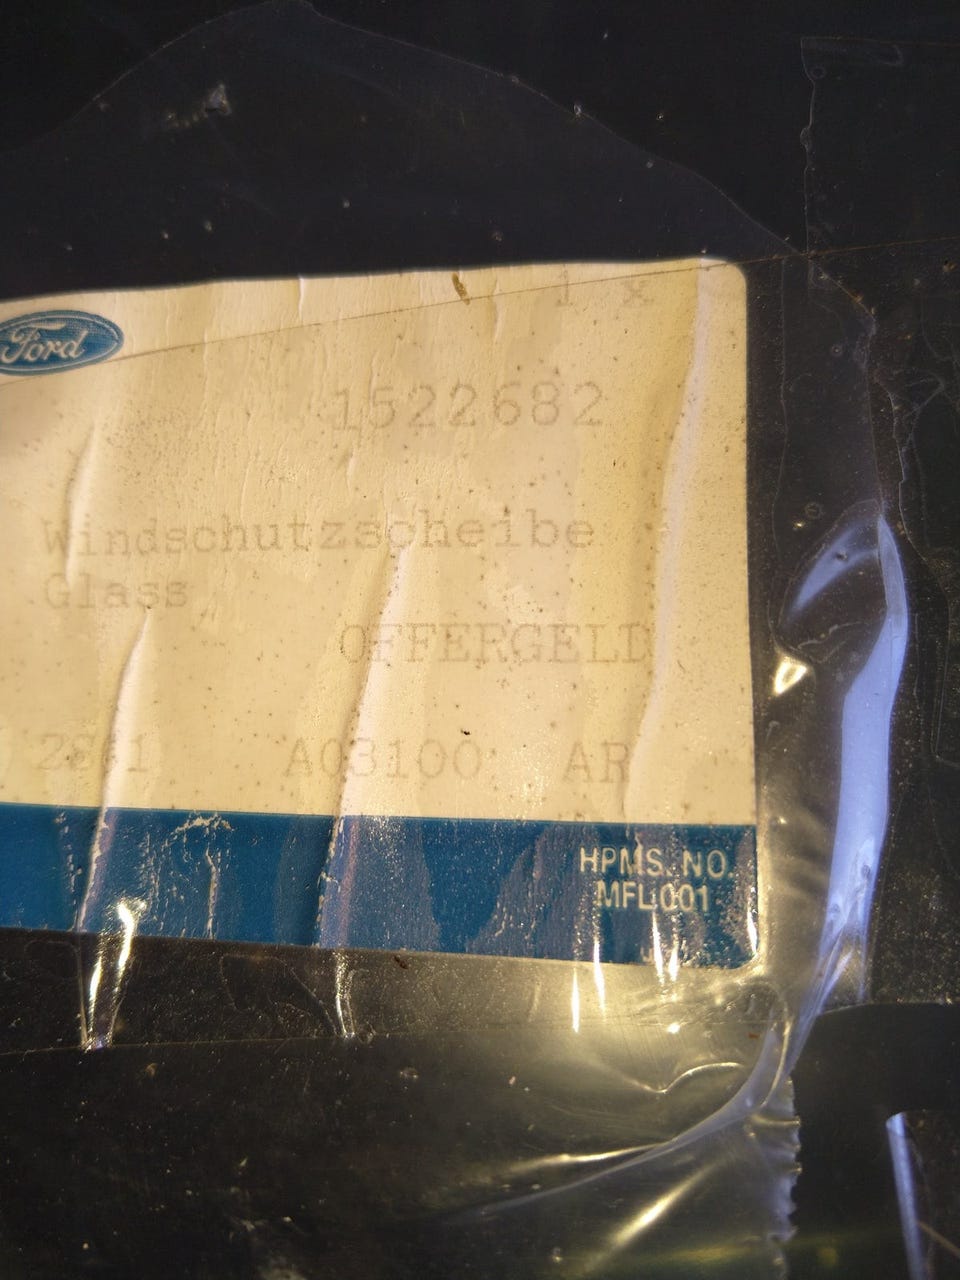 1 x
Ford
1522682
Windschutzscheibe
Glass
OFFERGELD
A03100 AR
HPMS. NO.
MFL001